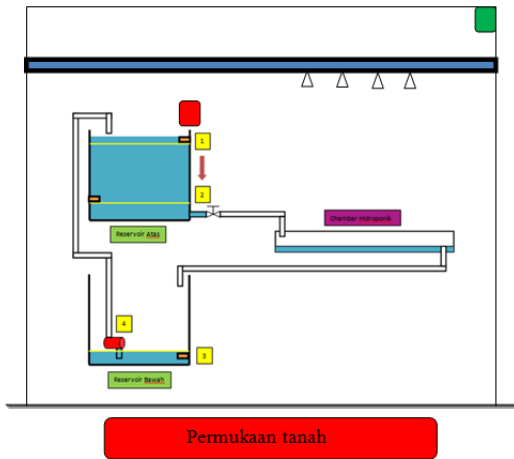 1
2
Reservoir Atas
Chamber Hidroponik
4
3
Reservoir Bawah
Permukaan tanah